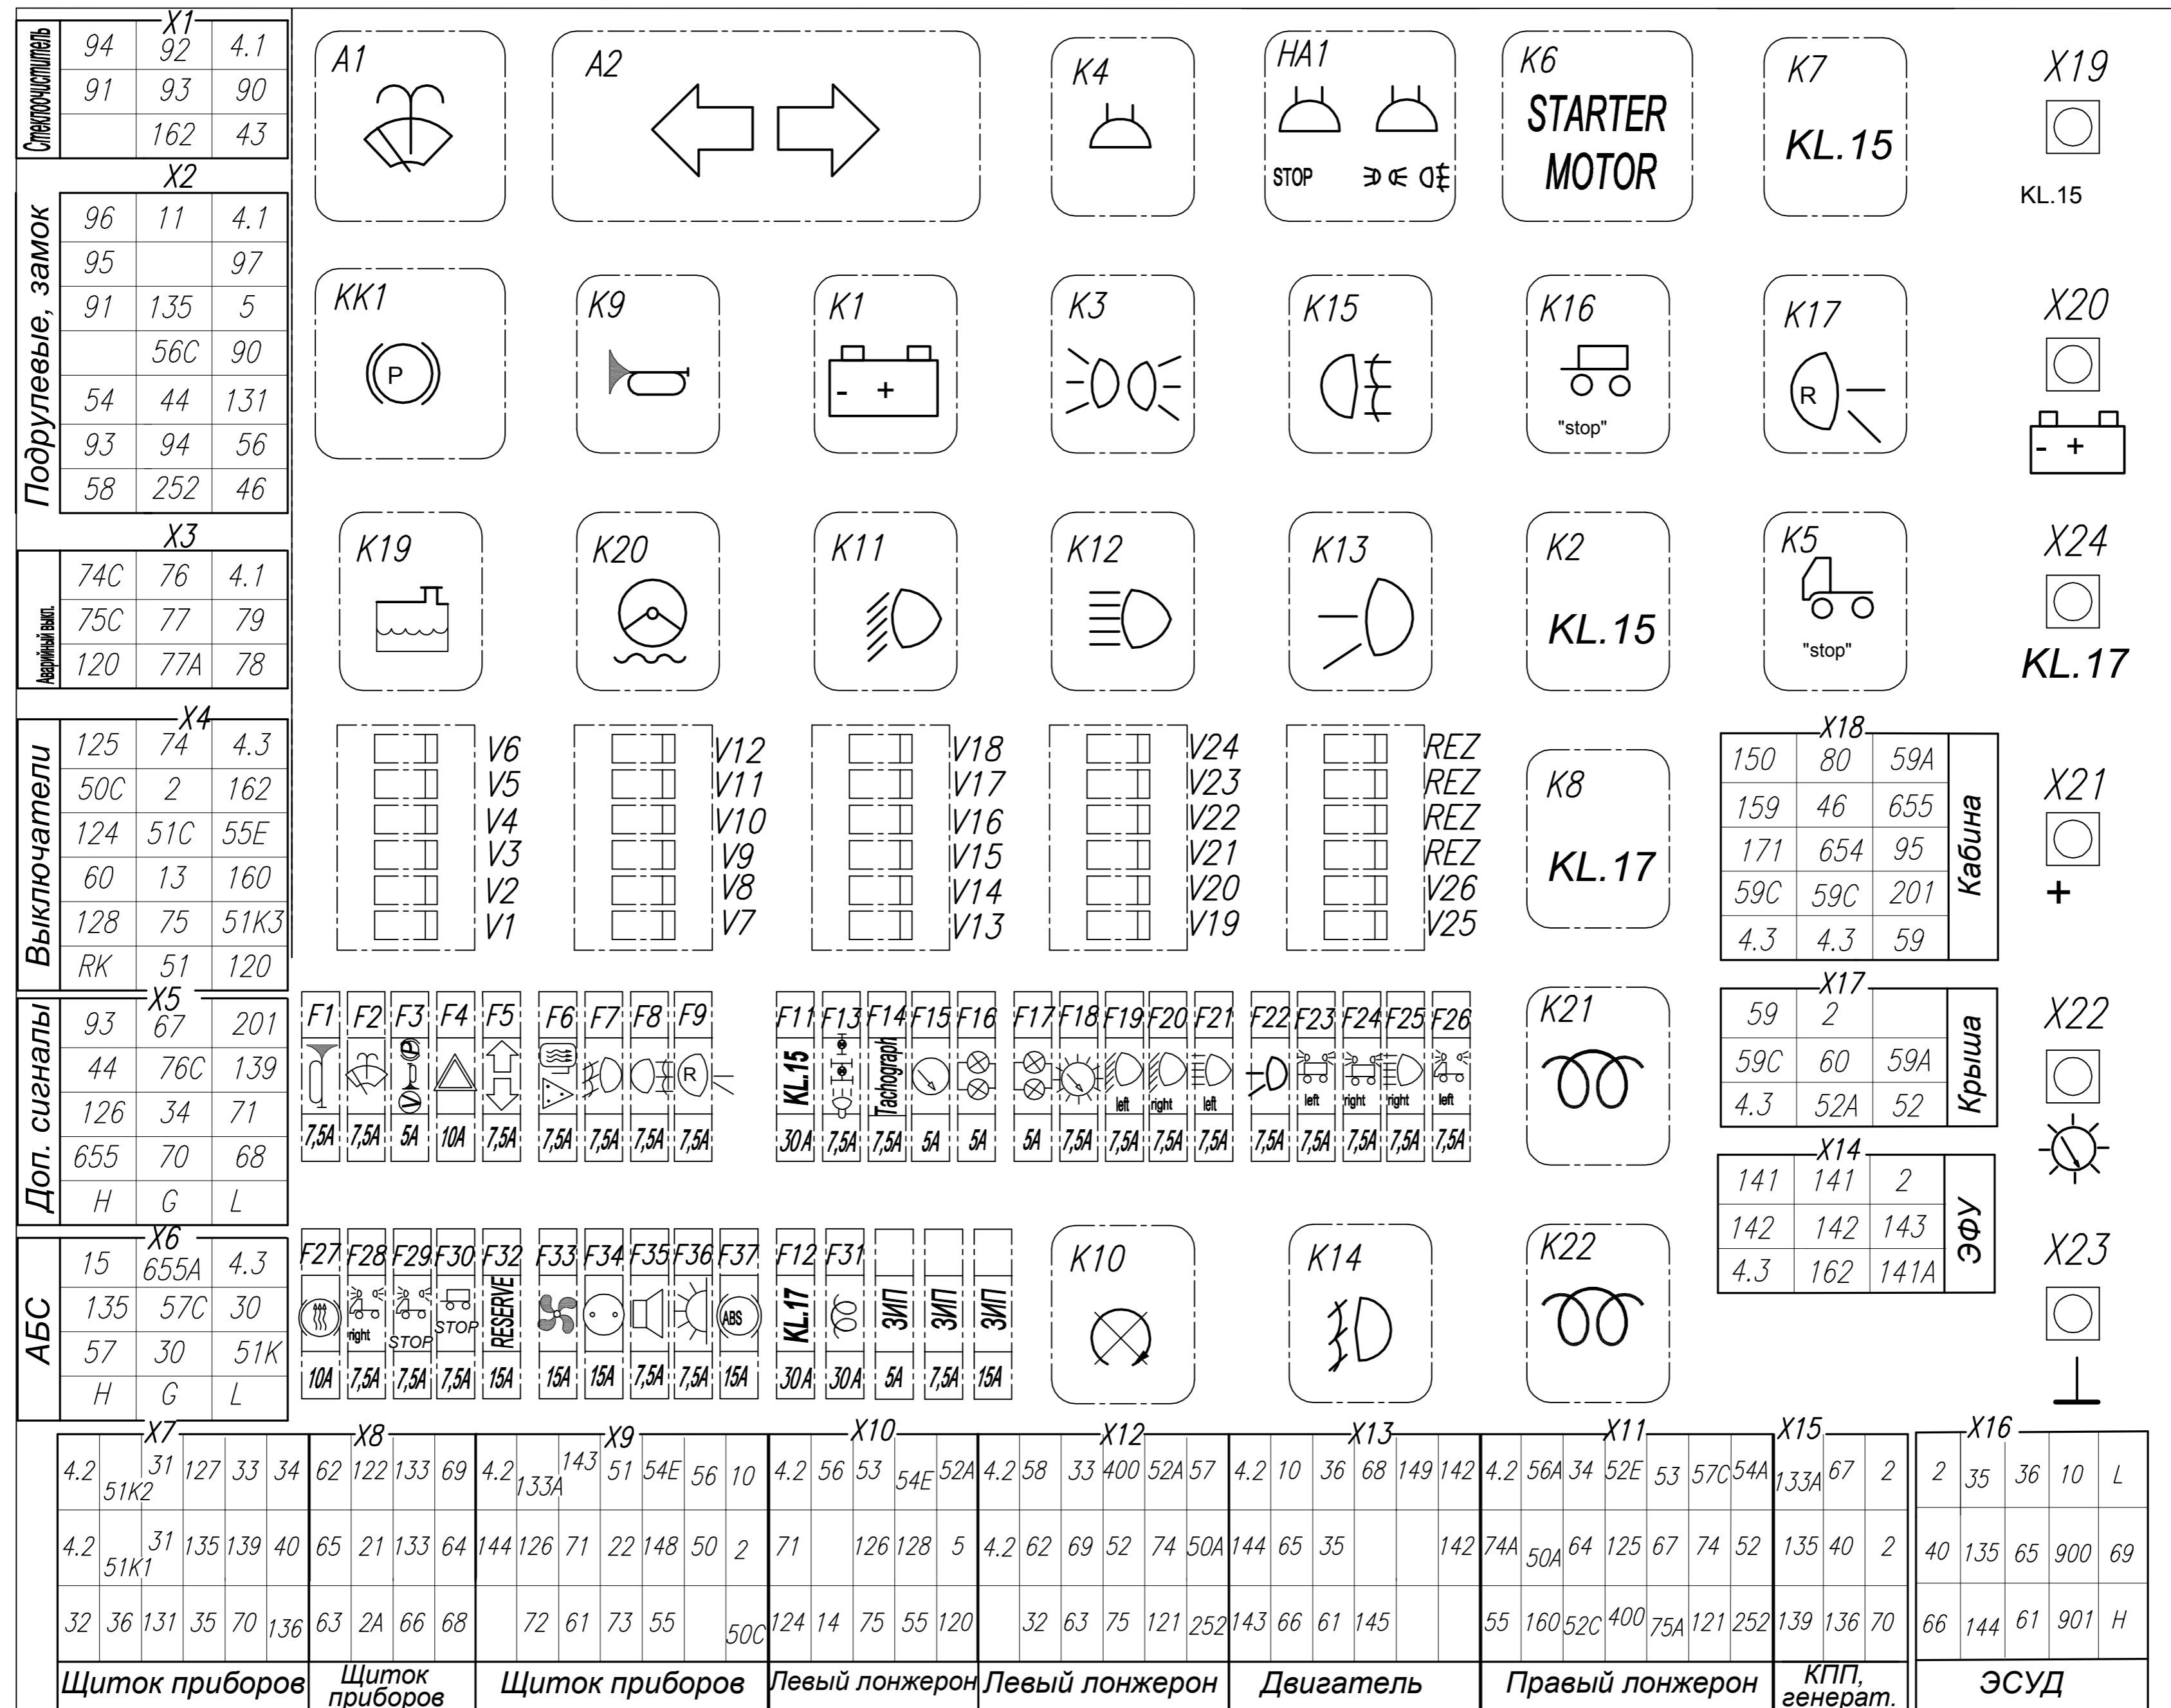 X1
Стеклоочиститель
94 92 4.1
91 93 90
162 43
X2
Подрулевые, замок
96 11 4.1
95 97
91 135 5
56C 90
54 44 131
93 94 56
58 252 46
X3
Аварийный выкл.
74C 76 4.1
75C 77 79
120 77A 78
X4
Выключатели
125 74 4.3
50C 2 162
124 51C 55E
60 13 160
128 75 51K3
RK 51 120
X5
Доп. сигналы
93 67 201
44 76C 139
126 34 71
655 70 68
H G L
X6
АБС
15 655A 4.3
135 57C 30
57 30 51K
H G L
A1
A2
K4
HA1
STOP
K6
STARTER
MOTOR
K7
KL.15
X19
KL.15
KK1
P
K9
K1
- +
K3
K15
K16
"stop"
K17
R
X20
- +
K19
K20
K11
K12
K13
K2
KL.15
K5
"stop"
X24
KL.17
V6
V5
V4
V3
V2
V1
V12
V11
V10
V9
V8
V7
V18
V17
V16
V15
V14
V13
V24
V23
V22
V21
V20
V19
REZ
REZ
REZ
REZ
V26
V25
K8
KL.17
X18
150 80 59A
159 46 655
171 654 95
59C 59C 201
4.3 4.3 59
Кабина
X21
+
F1 F2 F3 F4 F5 F6 F7 F8 F9 F11 F13 F14 F15 F16 F17 F18 F19 F20 F21 F22 F23 F24 F25 F26
P V R KL.15 Tachograph left right left left right right left
7,5A 7,5A 5A 10A 7,5A 7,5A 7,5A 7,5A 7,5A 30A 7,5A 7,5A 5A 5A 5A 7,5A 7,5A 7,5A 7,5A 7,5A 7,5A 7,5A 7,5A 7,5A
K21
X17
59 2
59C 60 59A
4.3 52A 52
Крыша
X22
X14
141 141 2
142 142 143
4.3 162 141A
ЭФУ
F27 F28 F29 F30 F32 F33 F34 F35 F36 F37 F12 F31
right STOP STOP RESERVE ABS KL.17 ЗИП ЗИП ЗИП
10A 7,5A 7,5A 7,5A 15A 15A 15A 7,5A 7,5A 15A 30A 30A 5A 7,5A 15A
K10
K14
K22
X23
X7
4.2 51K2 31 127 33 34
4.2 51K1 31 135 139 40
32 36 131 35 70 136
Щиток приборов
X8
62 122 133 69
65 21 133 64
63 2A 66 68
Щиток
приборов
X9
4.2 133A 143 51 54E 56 10
144 126 71 22 148 50 2
72 61 73 55 50C
Щиток приборов
X10
4.2 56 53 54E 52A
71 126 128 5
124 14 75 55 120
Левый лонжерон
X12
4.2 58 33 400 52A 57
4.2 62 69 52 74 50A
32 63 75 121 252
Левый лонжерон
X13
4.2 10 36 68 149 142
144 65 35 142
143 66 61 145
Двигатель
X11
4.2 56A 34 52E 53 57C 54A
74A 50A 64 125 67 74 52
55 160 52C 400 75A 121 252
Правый лонжерон
X15
133A 67 2
135 40 2
139 136 70
КПП,
генерат.
X16
2 35 36 10 L
40 135 65 900 69
66 144 61 901 H
ЭСУД